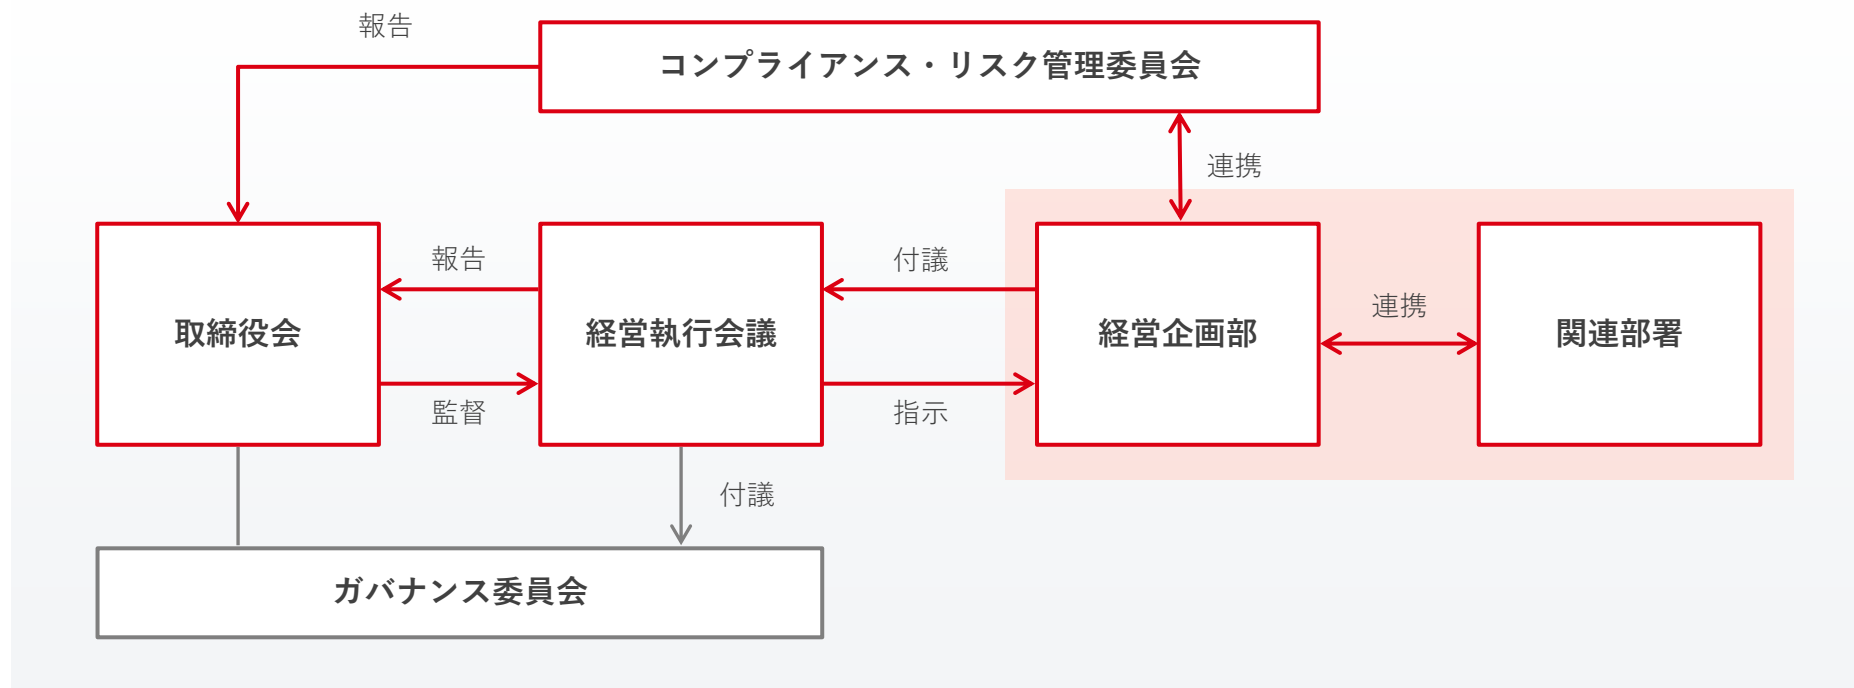 報告
コンプライアンス・リスク管理委員会
連携
報告
付議
連携
取締役会
経営執行会議
経営企画部
関連部署
監督
指示
付議
ガバナンス委員会